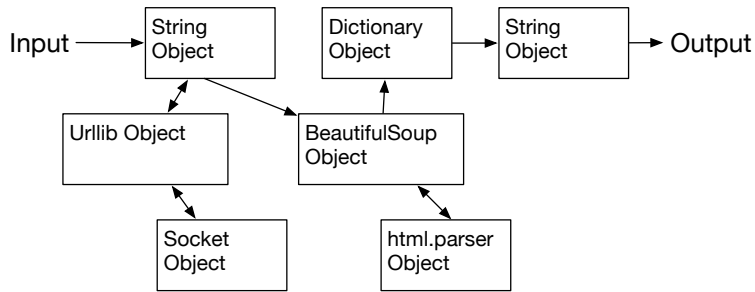 Input
String
Object
Dictionary
Object
String
Object
Output
Urllib Object
BeautifulSoup
Object
Socket
Object
html.parser
Object